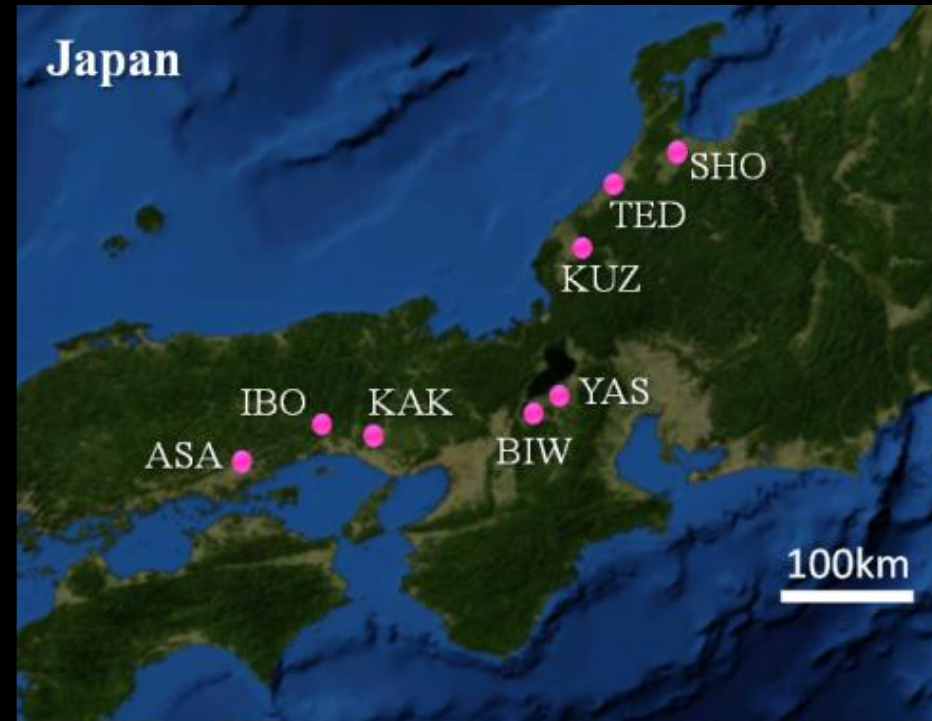 Japan
SHO
TED
KUZ
YAS
IBO
KAK
BIW
ASA
100km